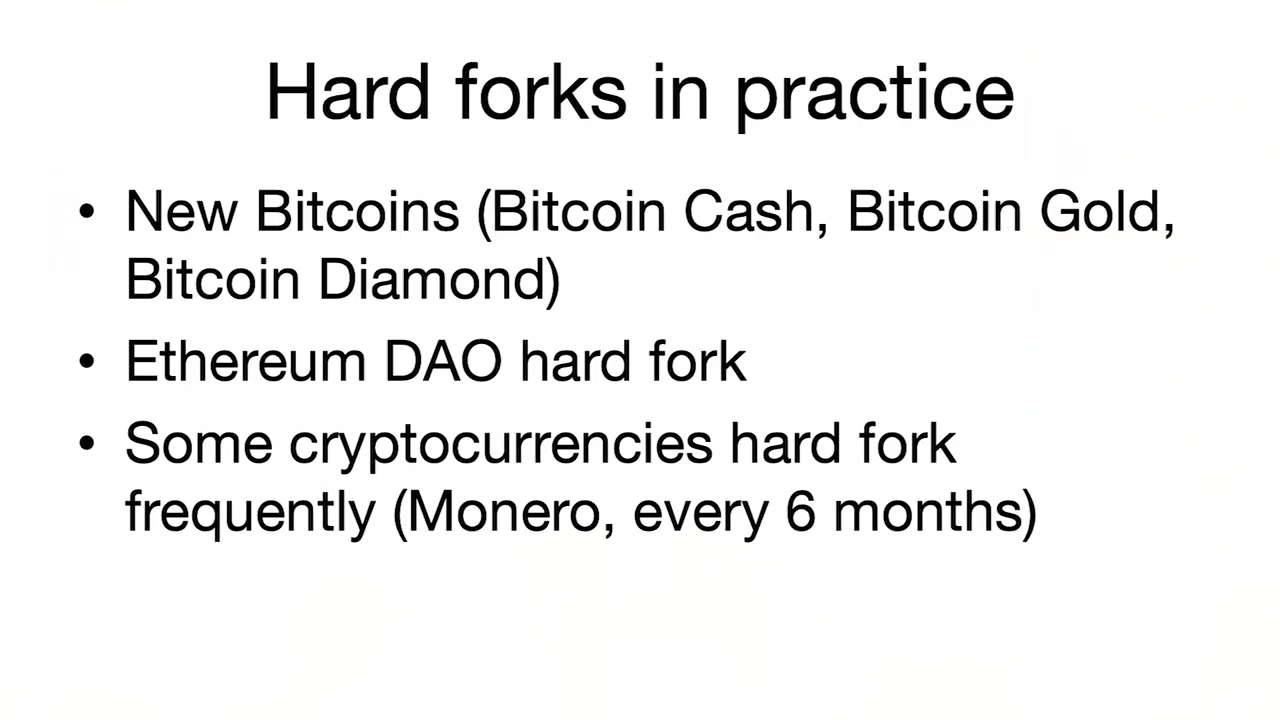 Hard forks in practice
• New Bitcoins (Bitcoin Cash, Bitcoin Gold,
Bitcoin Diamond)
• Ethereum DAO hard fork
• Some cryptocurrencies hard fork
frequently (Monero, every 6 months)